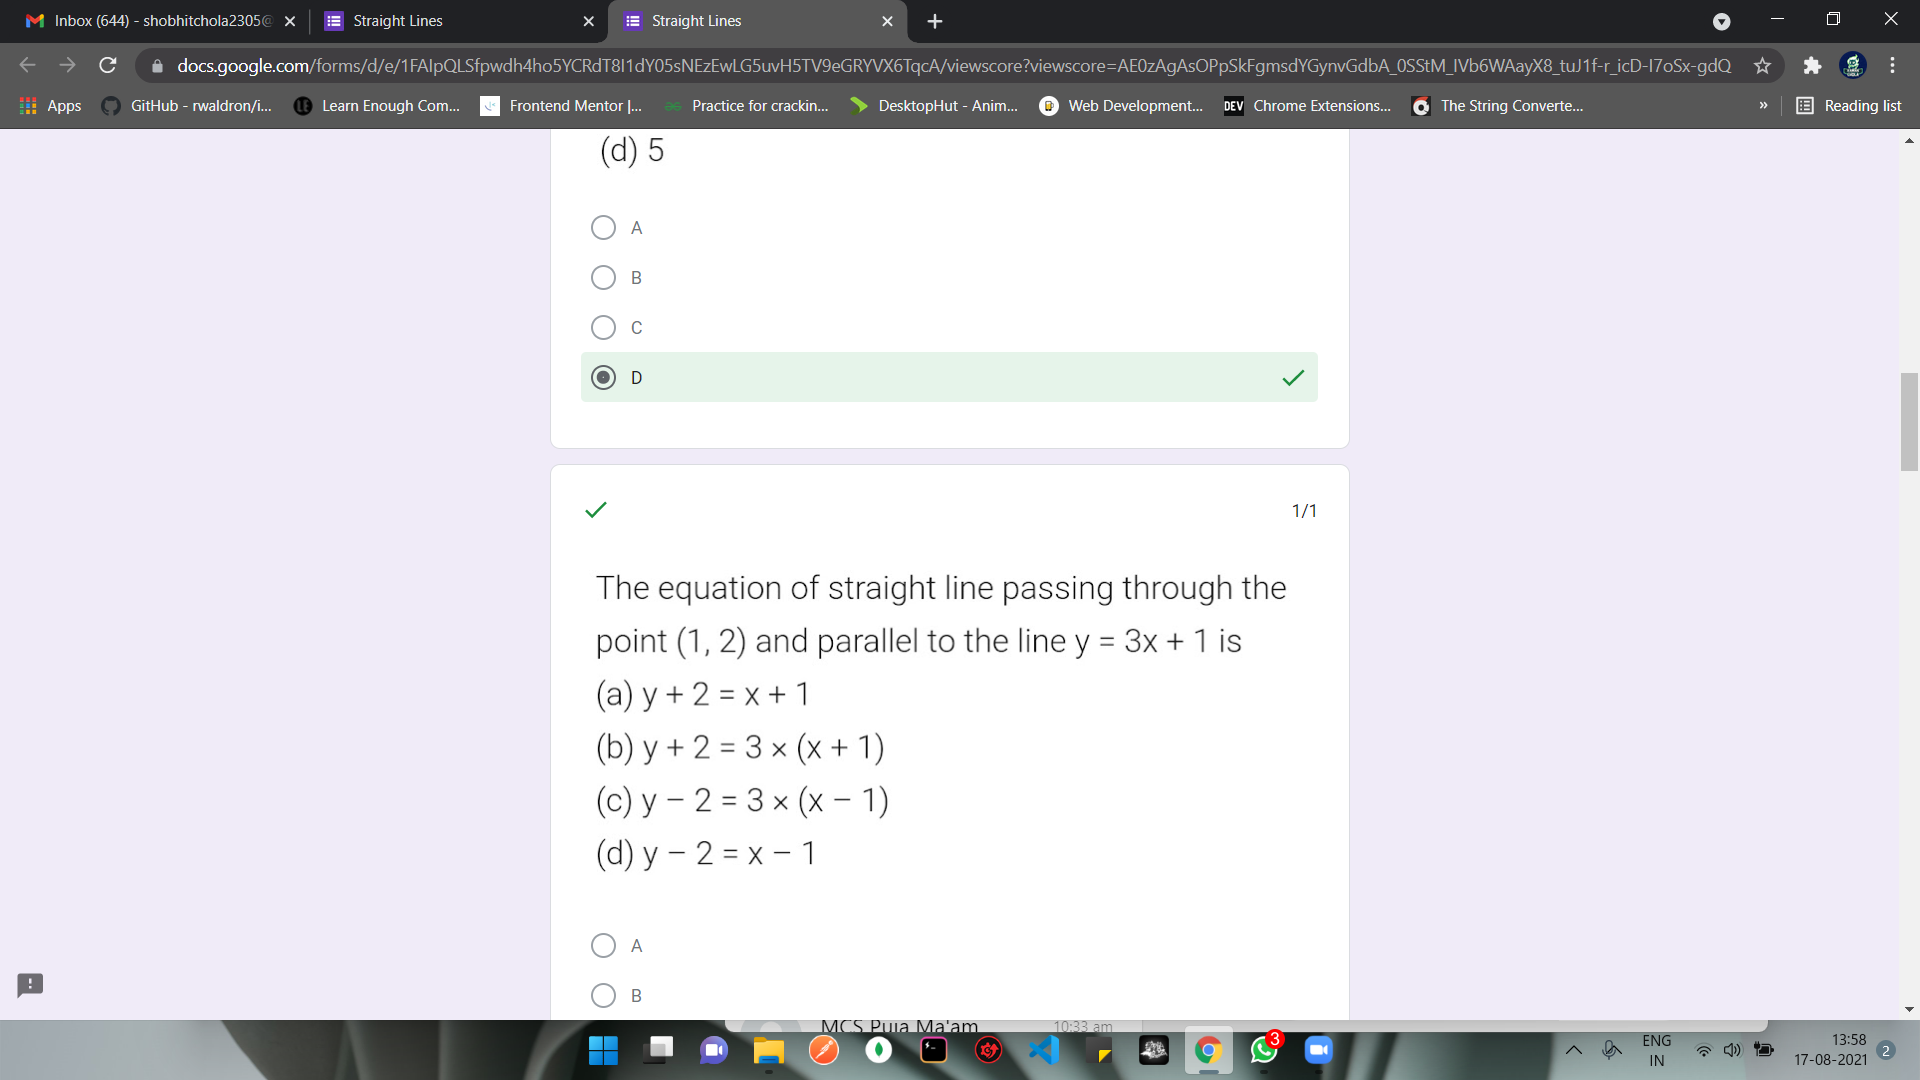 Inbox (644) - shobhitchola2305@
Straight Lines
Straight Lines
docs.google.com/forms/d/e/1FAIpQLSfpwdh4ho5YCRdT8I1dY05sNEzEwLG5uvH5TV9eGRYVX6TqcA/viewscore?viewscore=AE0zAgAsOPpSkFgmsdYGynvGdbA_0SStM_IVb6WAayX8_tuJ1f-r_icD-I7oSx-gdQ
Apps
GitHub - rwaldron/i...
Learn Enough Com...
Frontend Mentor |...
Practice for crackin...
DesktopHut - Anim...
Web Development...
DEV
Chrome Extensions...
The String Converte...
»
Reading list
(d) 5
A
B
C
D
1/1
The equation of straight line passing through the
point (1, 2) and parallel to the line y = 3x + 1 is
(a) y + 2 = x + 1
(b) y + 2 = 3 × (x + 1)
(c) y – 2 = 3 × (x – 1)
(d) y – 2 = x – 1
A
B
MCS Puja Ma'am
10:33 am
3
ENG
IN
13:58
17-08-2021
2